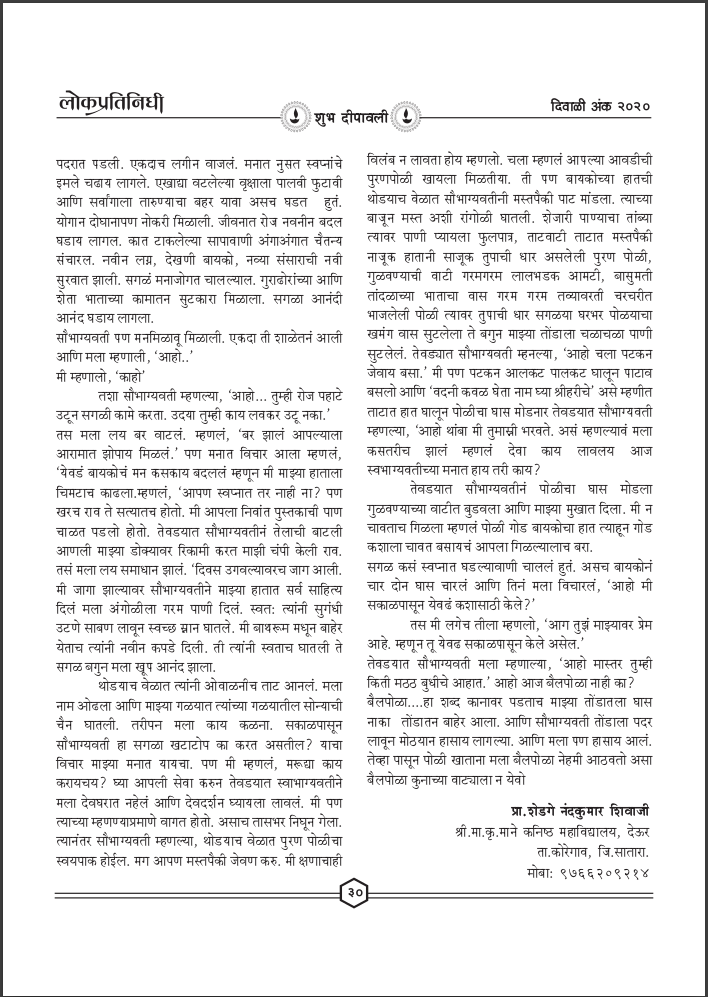 लोकप्रतिनिधी
शुभ दीपावली
दिवाळी अंक २०२०
पदरात पडली. एकदाच लगीन वाजलं. मनात नुसत स्वप्नांचे
इमले चढाय लागले. एखाद्या वटलेल्या वृक्षाला पालवी फुटावी
आणि सर्वांगाला तारुण्याचा बहर यावा असच घडत हुतं.
योगान दोघानापण नोकरी मिळाली. जीवनात रोज नवनीन बदल
घडाय लागल. कात टाकलेल्या सापावाणी अंगाअंगात चैतन्य
संचारल. नवीन लग्न, देखणी बायको, नव्या संसाराची नवी
सुरवात झाली. सगळं मनाजोगत चालल्याल. गुराढोरांच्या आणि
शेता भाताच्या कामातन सुटकारा मिळाला. सगळा आनंदी
आनंद घडाय लागला.
सौभाग्यवती पण मनमिळावू मिळाली. एकदा ती शाळेतनं आली
आणि मला म्हणाली, ‘आहो..’
मी म्हणालो, ‘काहो’
तशा सौभाग्यवती म्हणल्या, ‘आहो... तुम्ही रोज पहाटे
उटून सगळी कामे करता. उदया तुम्ही काय लवकर उटू नका.’
तस मला लय बर वाटलं. म्हणलं, ‘बर झालं आपल्याला
आरामात झोपाय मिळलं.’ पण मनात विचार आला म्हणलं,
‘येवडं बायकोचं मन कसकाय बदललं म्हणून मी माझ्या हाताला
चिमटाच काढला.म्हणलं, ‘आपण स्वप्नात तर नाही ना? पण
खरच राव ते सत्यातच होतो. मी आपला निवांत पुस्तकाची पाण
चाळत पडलो होतो. तेवडयात सौभाग्यवतीनं तेलाची बाटली
आणली माझ्या डोक्यावर रिकामी करत माझी चंपी केली राव.
तसं मला लय समाधान झालं. ‘दिवस उगवल्यावरच जाग आली.
मी जागा झाल्यावर सौभाग्यवतीने माझ्या हातात सर्व साहित्य
दिलं मला अंगोळीला गरम पाणी दिलं. स्वत: त्यांनी सुगंधी
उटणे साबण लावून स्वच्छ स्नान घातले. मी बाथरूम मधून बाहेर
येताच त्यांनी नवीन कपडे दिली. ती त्यांनी स्वताच घातली ते
सगळ बगुन मला खूप आनंद झाला.
थोडयाच वेळात त्यांनी ओवाळनीच ताट आनलं. मला
नाम ओढला आणि माझ्या गळयात त्यांच्या गळयातील सोन्याची
चैन घातली. तरीपन मला काय कळना. सकाळपासून
सौभाग्यवती हा सगळा खटाटोप का करत असतील? याचा
विचार माझ्या मनात यायचा. पण मी म्हणलं, मरूद्या काय
करायचय? घ्या आपली सेवा करुन तेवडयात स्वाभाग्यवतीने
मला देवघरात नहेलं आणि देवदर्शन घ्यायला लावलं. मी पण
त्याच्या म्हणण्याप्रमाणे वागत होतो. असाच तासभर निघून गेला.
त्यानंतर सौभाग्यवती म्हणल्या, थोडयाच वेळात पुरण पोळीचा
स्वयपाक होईल. मग आपण मस्तपैकी जेवण करु. मी क्षणाचाही
विलंब न लावता होय म्हणलो. चला म्हणलं आपल्या आवडीची
पुरणपोळी खायला मिळतीया. ती पण बायकोच्या हातची
थोडयाच वेळात सौभाग्यवतीनी मस्तपैकी पाट मांडला. त्याच्या
बाजून मस्त अशी रांगोळी घातली. शेजारी पाण्याचा तांब्या
त्यावर पाणी प्यायला फुलपात्र, ताटवाटी ताटात मस्तपैकी
नाजूक हातानी साजूक तुपाची धार असलेली पुरण पोळी,
गुळवण्याची वाटी गरमगरम लालभडक आमटी, बासुमती
तांदळाच्या भाताचा वास गरम गरम तव्यावरती चरचरीत
भाजलेली पोळी त्यावर तुपाची धार सगळया घरभर पोळयाचा
खमंग वास सुटलेला ते बगुन माझ्या तोंडाला चळाचळा पाणी
सुटलेलं. तेवड्यात सौभाग्यवती म्हनल्या, ‘आहो चला पटकन
जेवाय बसा.’ मी पण पटकन आलकट पालकट घालून पाटाव
बसलो आणि ‘वदनी कवळ घेता नाम घ्या श्रीहरीचे’ असे म्हणीत
ताटात हात घालून पोळीचा घास मोडनार तेवडयात सौभाग्यवती
म्हणल्या, ‘आहो थांबा मी तुमास्नी भरवते. असं म्हणल्यावं मला
कसतरीच झालं म्हणलं देवा काय लावलय आज
स्वभाग्यवतीच्या मनात हाय तरी काय?
तेवडयात सौभाग्यवतीनं पोळीचा घास मोडला
गुळवण्याच्या वाटीत बुडवला आणि माझ्या मुखात दिला. मी न
चावताच गिळला म्हणलं पोळी गोड बायकोचा हात त्याहून गोड
कशाला चावत बसायचं आपला गिळल्यालाच बरा.
सगळ कसं स्वप्नात घडल्यावाणी चाललं हुतं. असच बायकोनं
चार दोन घास चारलं आणि तिनं मला विचारलं, ‘आहो मी
सकाळपासून येवढं कशासाठी केले?’
तस मी लगेच तीला म्हणलो, ‘आग तुझं माझ्यावर प्रेम
आहे. म्हणून तू येवढ सकाळपासून केले असेल.’
तेवडयात सौभाग्यवती मला म्हणाल्या, ‘आहो मास्तर तुम्ही
किती मठठ बुधीचे आहात.’ आहो आज बैलपोळा नाही का?
बैलपोळा....हा शब्द कानावर पडताच माझ्या तोंडातला घास
नाका तोंडातन बाहेर आला. आणि सौभाग्यवती तोंडाला पदर
लावून मोठयान हासाय लागल्या. आणि मला पण हासाय आलं.
तेव्हा पासून पोळी खाताना मला बैलपोळा नेहमी आठवतो असा
बैलपोळा कुनाच्या वाट्याला न येवो
प्रा.शेडगे नंदकुमार शिवाजी
श्री.मा.कृ.माने कनिष्ठ महाविद्यालय, देऊर
ता.कोरेगाव, जि.सातारा.
मोबा: ९७६६२०९२१४
३०